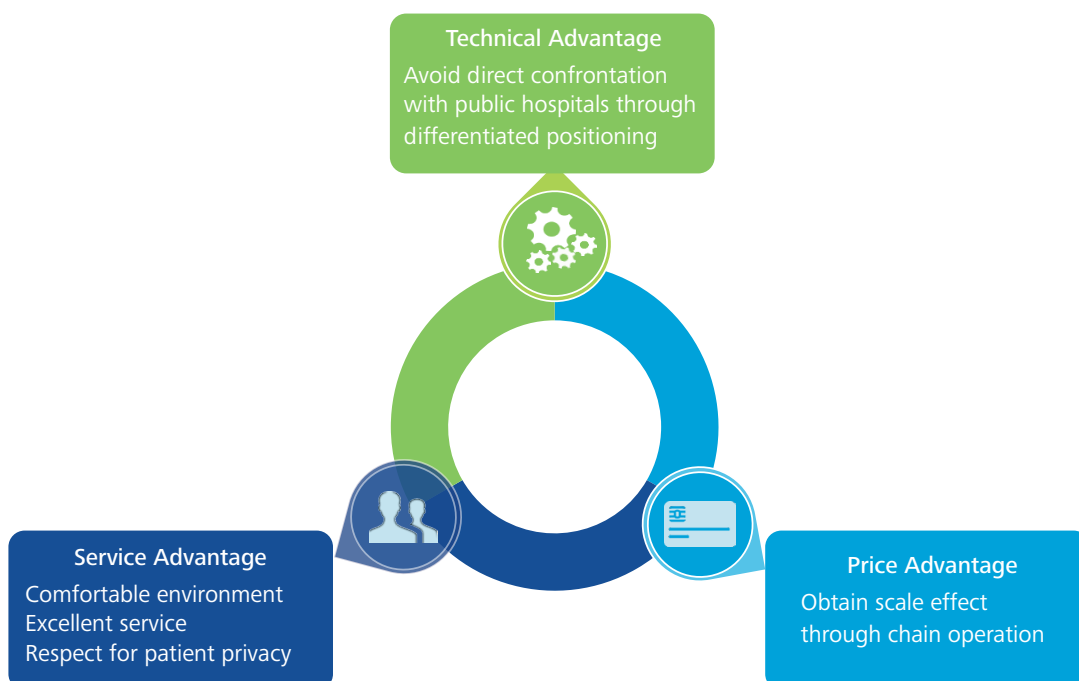 Technical Advantage
Avoid direct confrontation
with public hospitals through
differentiated positioning
Service Advantage
Comfortable environment
Excellent service
Respect for patient privacy
Price Advantage
Obtain scale effect
through chain operation